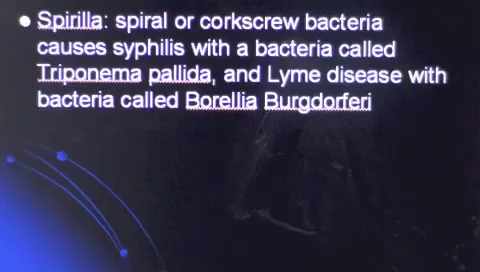 Spirilla: spiral or corkscrew bacteria
causes syphilis with a bacteria called
Triponema pallida, and Lyme disease with
bacteria called Borellia Burgdorferi